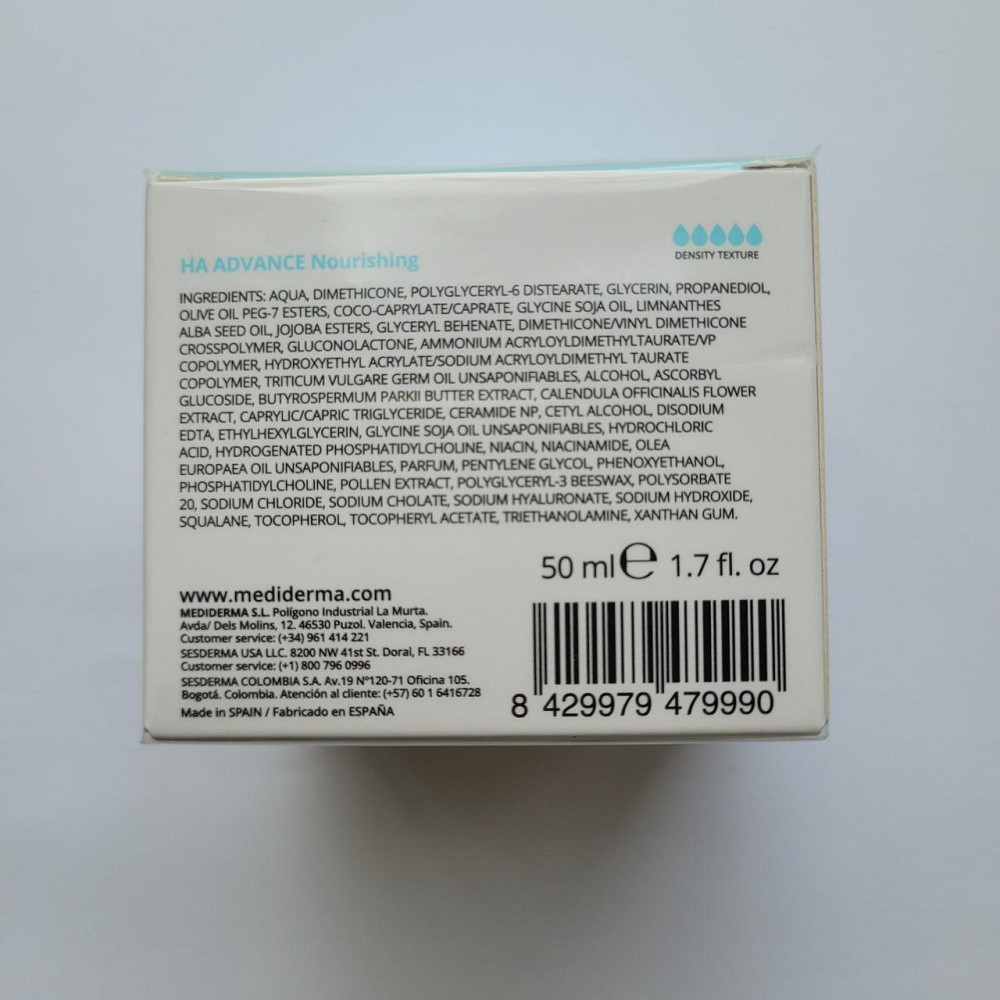 HA ADVANCE Nourishing
DENSITY TEXTURE
INGREDIENTS: AQUA, DIMETHICONE, POLYGLYCERYL-6 DISTEARATE, GLYCERIN, PROPANEDIOL,
OLIVE OIL PEG-7 ESTERS, COCO-CAPRYLATE/CAPRATE, GLYCINE SOJA OIL, LIMNANTHES
ALBA SEED OIL, JOJOBA ESTERS, GLYCERYL BEHENATE, DIMETHICONE/VINYL DIMETHICONE
CROSSPOLYMER, GLUCONOLACTONE, AMMONIUM ACRYLOYLDIMETHYLTAURATE/VP
COPOLYMER, HYDROXYETHYL ACRYLATE/SODIUM ACRYLOYLDIMETHYL TAURATE
COPOLYMER, TRITICUM VULGARE GERM OIL UNSAPONIFIABLES, ALCOHOL, ASCORBYL
GLUCOSIDE, BUTYROSPERMUM PARKII BUTTER EXTRACT, CALENDULA OFFICINALIS FLOWER
EXTRACT, CAPRYLIC/CAPRIC TRIGLYCERIDE, CERAMIDE NP, CETYL ALCOHOL, DISODIUM
EDTA, ETHYLHEXYLGLYCERIN, GLYCINE SOJA OIL UNSAPONIFIABLES, HYDROCHLORIC
ACID, HYDROGENATED PHOSPHATIDYLCHOLINE, NIACIN, NIACINAMIDE, OLEA
EUROPAEA OIL UNSAPONIFIABLES, PARFUM, PENTYLENE GLYCOL, PHENOXYETHANOL,
PHOSPHATIDYLCHOLINE, POLLEN EXTRACT, POLYGLYCERYL-3 BEESWAX, POLYSORBATE
20, SODIUM CHLORIDE, SODIUM CHOLATE, SODIUM HYALURONATE, SODIUM HYDROXIDE,
SQUALANE, TOCOPHEROL, TOCOPHERYL ACETATE, TRIETHANOLAMINE, XANTHAN GUM.
50 ml℮ 1.7 fl. oz
www.mediderma.com
MEDIDERMA S.L. Polígono Industrial La Murta.
Avda/ Dels Molins, 12. 46530 Puzol. Valencia, Spain.
Customer service: (+34) 961 414 221
SESDERMA USA LLC. 8200 NW 41st St. Doral, FL 33166
Customer service: (+1) 800 796 0996
SESDERMA COLOMBIA S.A. Av.19 Nº120-71 Oficina 105.
Bogotá. Colombia. Atención al cliente: (+57) 60 1 6416728
Made in SPAIN / Fabricado en ESPAÑA
8 429979 479990